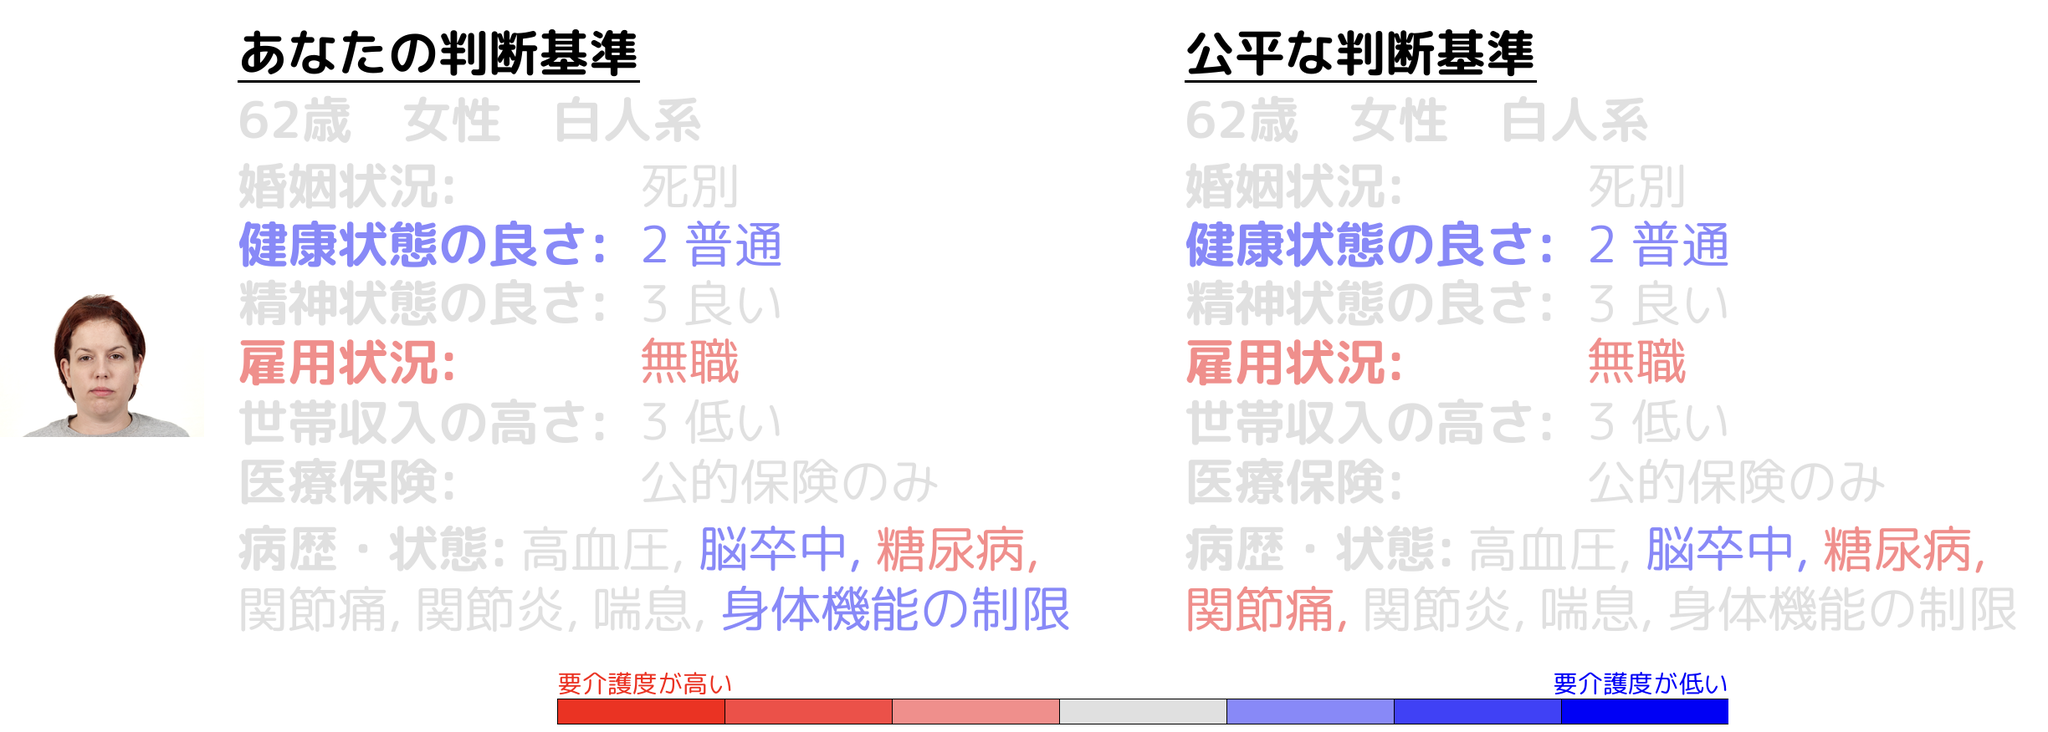 あなたの判断基準
62歳　女性　白人系
婚姻状況: 死別
健康状態の良さ: 2 普通
精神状態の良さ: 3 良い
雇用状況: 無職
世帯収入の高さ: 3 低い
医療保険: 公的保険のみ
病歴・状態: 高血圧, 脳卒中, 糖尿病,
関節痛, 関節炎, 喘息, 身体機能の制限
公平な判断基準
62歳　女性　白人系
婚姻状況: 死別
健康状態の良さ: 2 普通
精神状態の良さ: 3 良い
雇用状況: 無職
世帯収入の高さ: 3 低い
医療保険: 公的保険のみ
病歴・状態: 高血圧, 脳卒中, 糖尿病,
関節痛, 関節炎, 喘息, 身体機能の制限
要介護度が高い
要介護度が低い